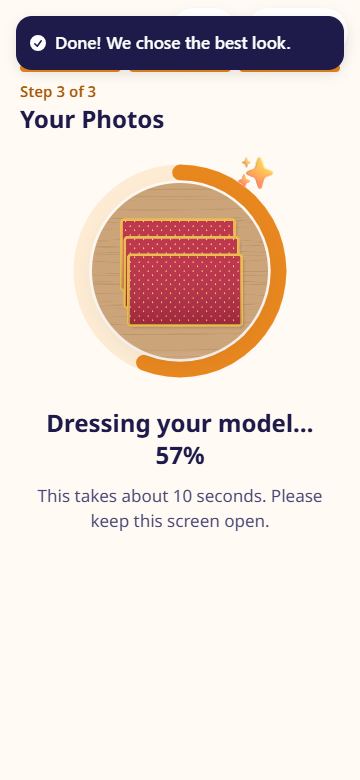 Done! We chose the best look.
Step 3 of 3
Your Photos
Dressing your model...
57%
This takes about 10 seconds. Please
keep this screen open.